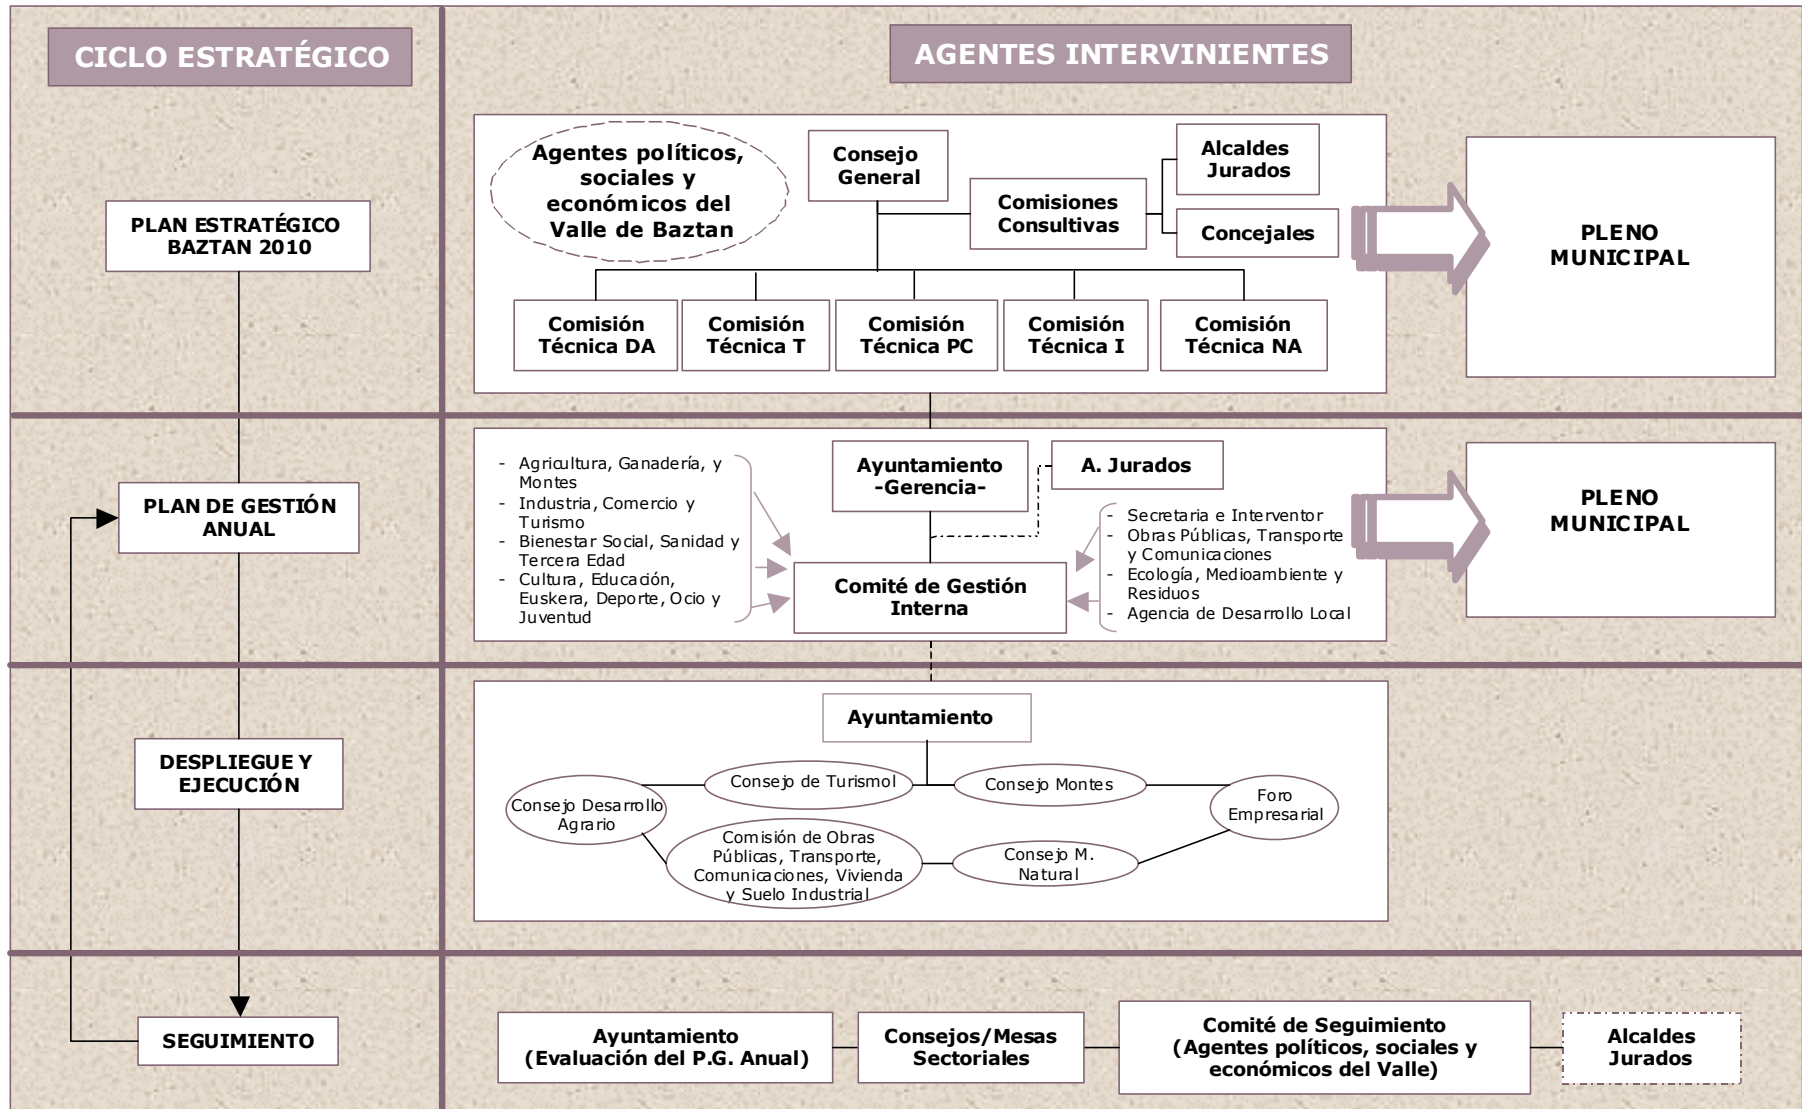 CICLO ESTRATÉGICO
AGENTES INTERVINIENTES
PLAN ESTRATÉGICO
BAZTAN 2010
Agentes políticos,
sociales y
económicos del
Valle de Baztan
Consejo
General
Comisiones
Consultivas
Alcaldes
Jurados
Concejales
Comisión
Técnica DA
Comisión
Técnica T
Comisión
Técnica PC
Comisión
Técnica I
Comisión
Técnica NA
PLENO
MUNICIPAL
PLAN DE GESTIÓN
ANUAL
- Agricultura, Ganadería, y
Montes
- Industria, Comercio y
Turismo
- Bienestar Social, Sanidad y
Tercera Edad
- Cultura, Educación,
Euskera, Deporte, Ocio y
Juventud
Ayuntamiento
-Gerencia-
A. Jurados
Comité de Gestión
Interna
- Secretaria e Interventor
- Obras Públicas, Transporte
y Comunicaciones
- Ecología, Medioambiente y
Residuos
- Agencia de Desarrollo Local
PLENO
MUNICIPAL
DESPLIEGUE Y
EJECUCIÓN
Ayuntamiento
Consejo de Turismol
Consejo Montes
Consejo Desarrollo
Agrario
Foro
Empresarial
Comisión de Obras
Públicas, Transporte,
Comunicaciones, Vivienda
y Suelo Industrial
Consejo M.
Natural
SEGUIMIENTO
Ayuntamiento
(Evaluación del P.G. Anual)
Consejos/Mesas
Sectoriales
Comité de Seguimiento
(Agentes políticos, sociales y
económicos del Valle)
Alcaldes
Jurados